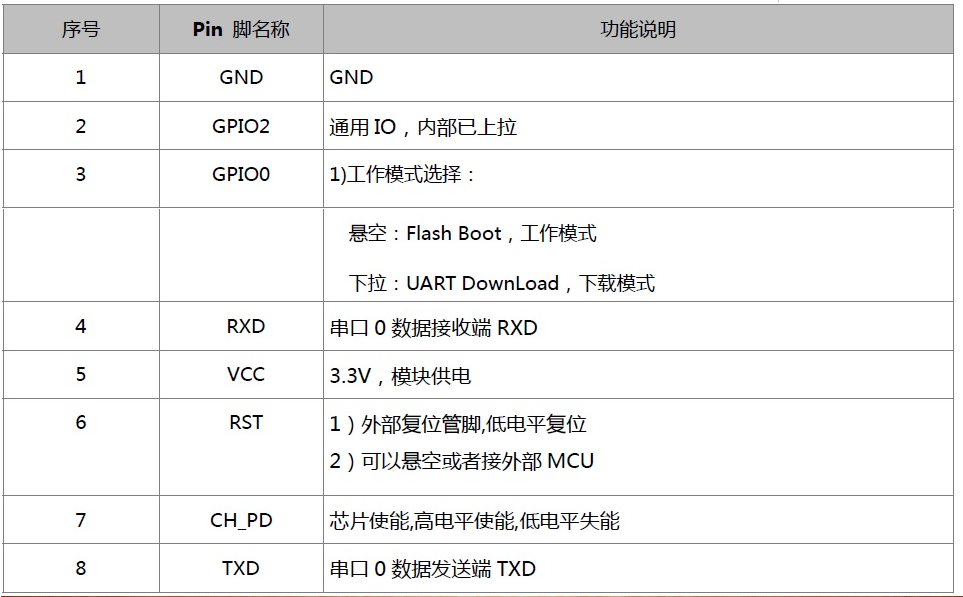 序号 Pin 脚名称 功能说明
1 GND GND
2 GPIO2 通用 IO，内部已上拉
3 GPIO0 1)工作模式选择：
悬空：Flash Boot，工作模式
下拉：UART DownLoad，下载模式
4 RXD 串口 0 数据接收端 RXD
5 VCC 3.3V，模块供电
6 RST 1）外部复位管脚,低电平复位
2）可以悬空或者接外部 MCU
7 CH_PD 芯片使能,高电平使能,低电平失能
8 TXD 串口 0 数据发送端 TXD